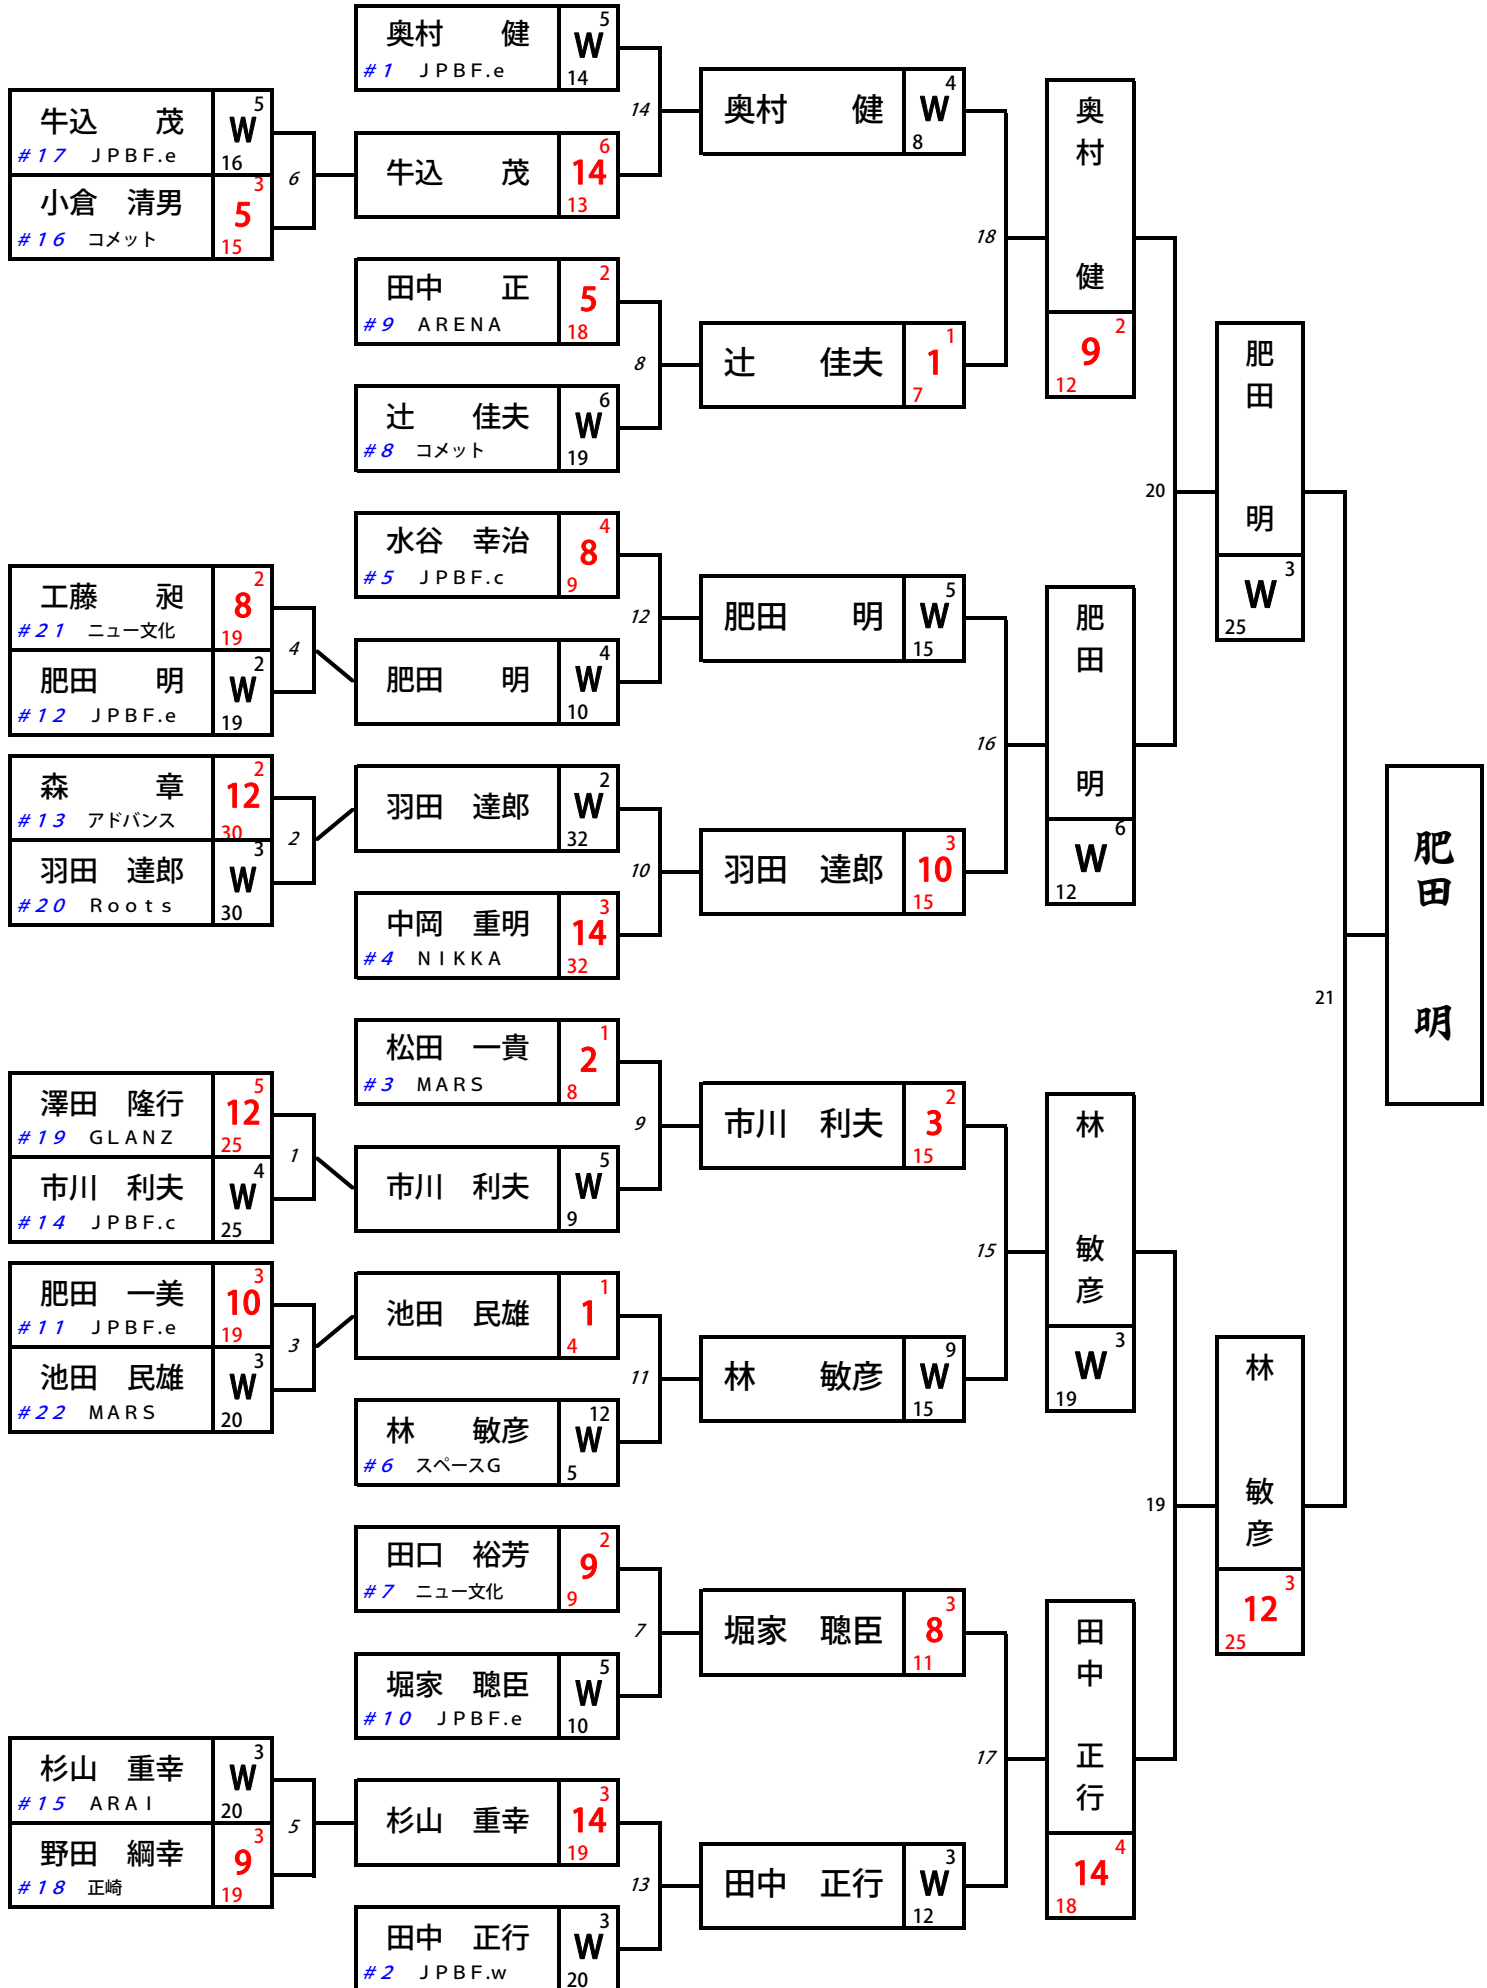 奥村 健
#1 JPBF.e
5
W
14
牛込 茂
#17 JPBF.e
5
W
16
小倉 清男
#16 コメット
3
5
15
6
牛込 茂
6
14
13
14
奥村 健
4
W
8
田中 正
#9 ARENA
2
5
18
辻 佳夫
#8 コメット
6
W
19
8
辻 佳夫
1
1
7
18
奥村 健
2
9
12
水谷 幸治
#5 JPBF.c
4
8
9
工藤 昶
#21 ニュー文化
2
8
19
肥田 明
#12 JPBF.e
2
W
19
4
肥田 明
4
W
10
12
肥田 明
5
W
15
森 章
#13 アドバンス
2
12
30
羽田 達郎
#20 Roots
3
W
30
2
羽田 達郎
2
W
32
中岡 重明
#4 NIKKA
3
14
32
10
羽田 達郎
3
10
15
16
肥田 明
6
W
12
20
肥田 明
3
W
25
松田 一貴
#3 MARS
1
2
8
澤田 隆行
#19 GLANZ
5
12
25
市川 利夫
#14 JPBF.c
4
W
25
1
市川 利夫
5
W
9
9
市川 利夫
2
3
15
肥田 一美
#11 JPBF.e
3
10
19
池田 民雄
#22 MARS
3
W
20
3
池田 民雄
1
1
4
林 敏彦
#6 スペースG
12
W
5
11
林 敏彦
9
W
15
15
林 敏彦
3
W
19
田口 裕芳
#7 ニュー文化
2
9
9
堀家 聰臣
#10 JPBF.e
5
W
10
7
堀家 聰臣
3
8
11
杉山 重幸
#15 ARAI
3
W
20
野田 綱幸
#18 正崎
3
9
19
5
杉山 重幸
3
14
19
田中 正行
#2 JPBF.w
3
W
20
13
田中 正行
3
W
12
17
田中 正行
4
14
18
19
林 敏彦
3
12
25
21
肥田 明